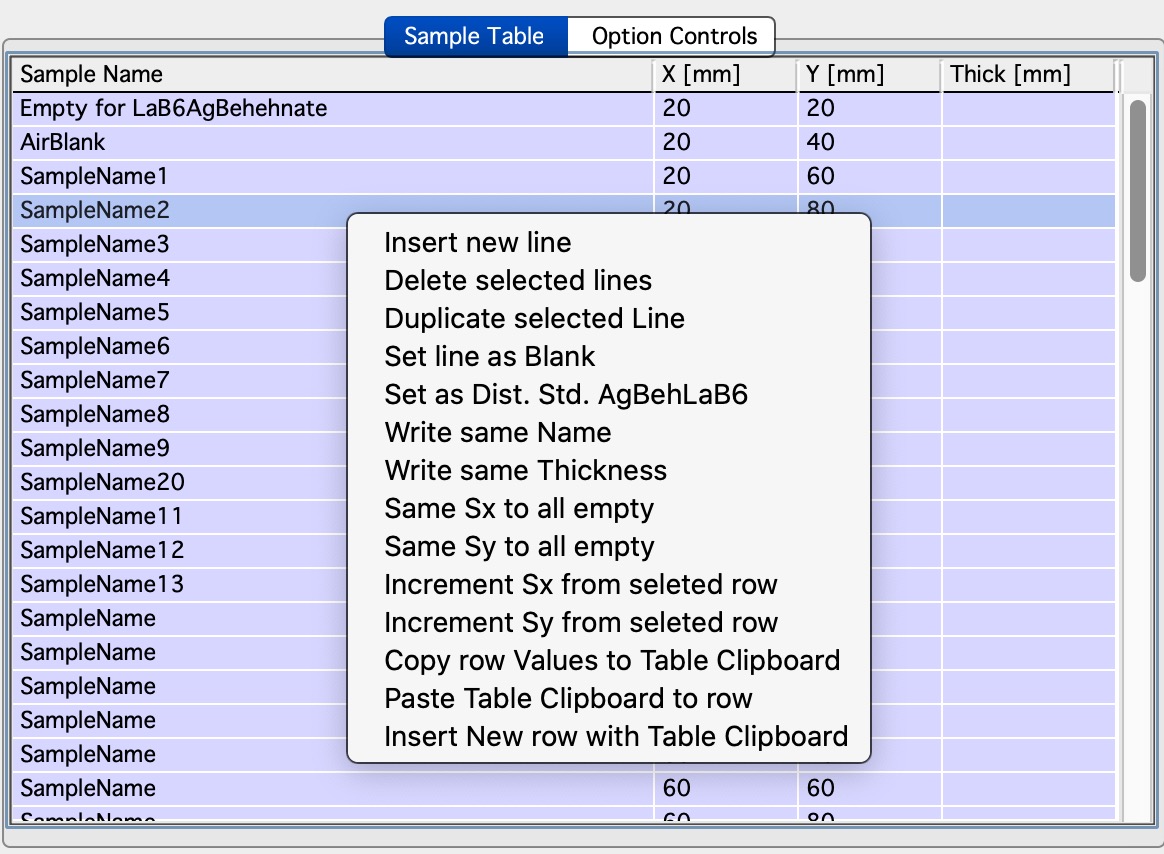 Sample Table Option Controls
Sample Name X [mm] Y [mm] Thick [mm]
Empty for LaB6AgBehehnate 20 20
AirBlank 20 40
SampleName1 20 60
SampleName2 20 80
SampleName3
SampleName4
SampleName5
SampleName6
SampleName7
SampleName8
SampleName9
SampleName20
SampleName11
SampleName12
SampleName13
SampleName
SampleName
SampleName
SampleName
SampleName
SampleName 60 60
SampleName 60 80
Insert new line
Delete selected lines
Duplicate selected Line
Set line as Blank
Set as Dist. Std. AgBehLaB6
Write same Name
Write same Thickness
Same Sx to all empty
Same Sy to all empty
Increment Sx from seleted row
Increment Sy from seleted row
Copy row Values to Table Clipboard
Paste Table Clipboard to row
Insert New row with Table Clipboard